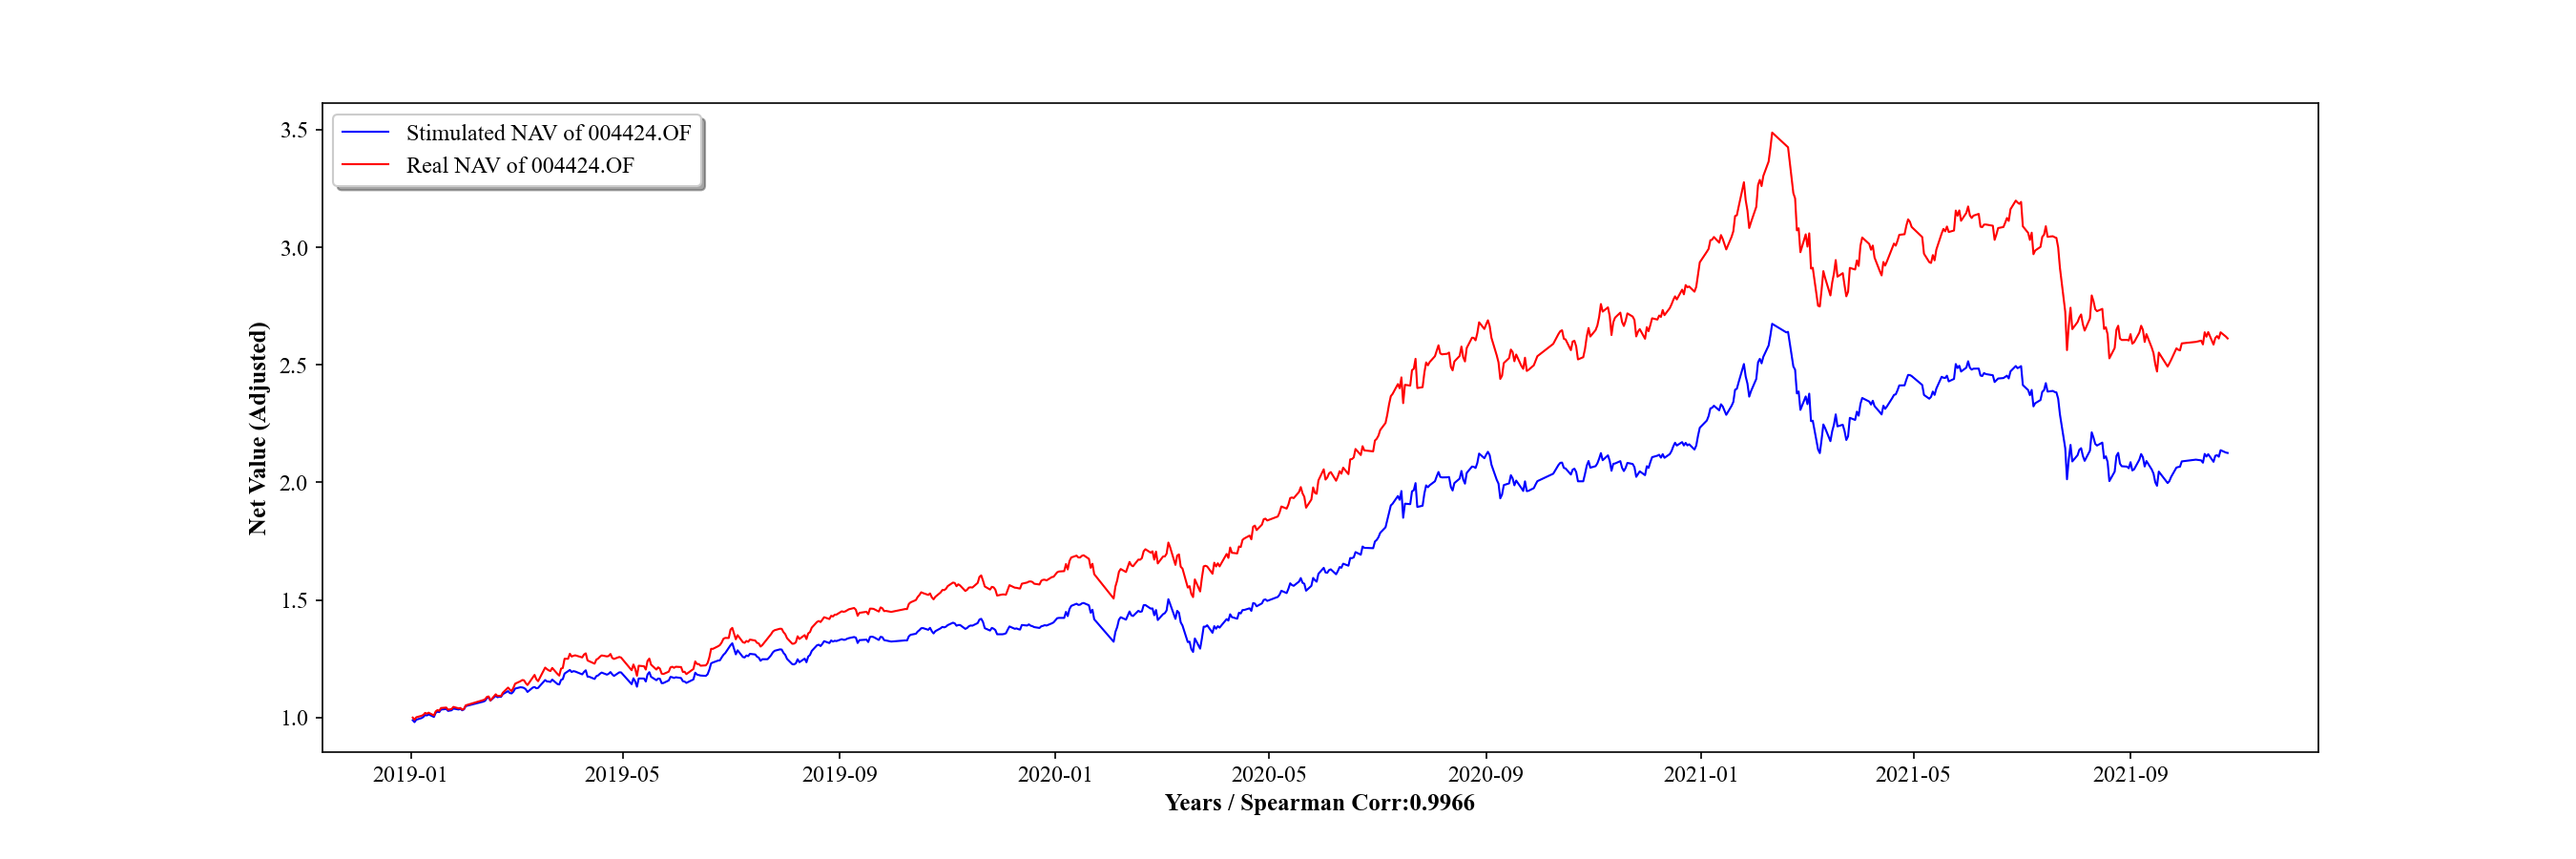 Stimulated NAV of 004424.OF
Real NAV of 004424.OF
Net Value (Adjusted)
3.5
3.0
2.5
2.0
1.5
1.0
2019-01 2019-05 2019-09 2020-01 2020-05 2020-09 2021-01 2021-05 2021-09
Years / Spearman Corr:0.9966